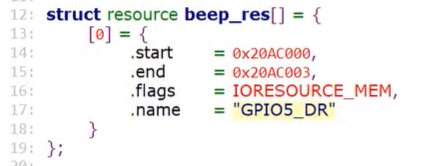 12: struct resource beep_res[] = {
13:     [0] = {
14:         .start    = 0x20AC000,
15:         .end      = 0x20AC003,
16:         .flags    = IORESOURCE_MEM,
17:         .name     = "GPIO5_DR"
18:     }
19: };